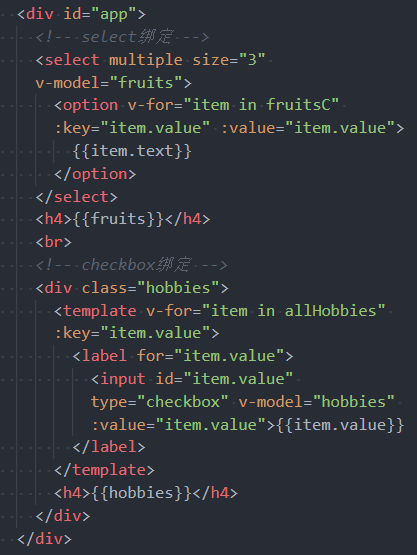 <div id="app">
<!-- select绑定 -->
<select multiple size="3"
v-model="fruits">
<option v-for="item in fruitsC"
:key="item.value" :value="item.value">
{{item.text}}
</option>
</select>
<h4>{{fruits}}</h4>
<br>
<!-- checkbox绑定 -->
<div class="hobbies">
<template v-for="item in allHobbies"
:key="item.value">
<label for="item.value">
<input id="item.value"
type="checkbox" v-model="hobbies"
:value="item.value">{{item.value}}
</label>
</template>
<h4>{{hobbies}}</h4>
</div>
</div>